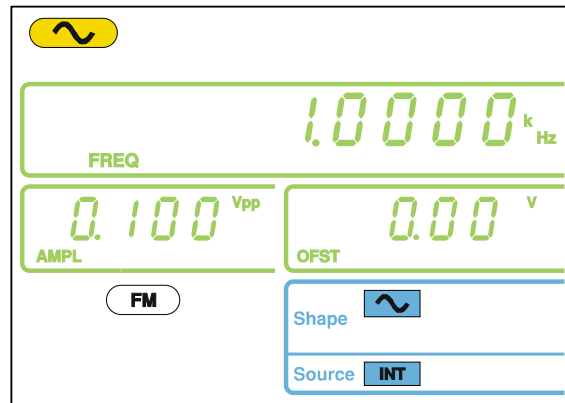 1.0000 k Hz
FREQ
0.100 Vpp
AMPL
0.00 V
OFST
FM
Shape
Source INT